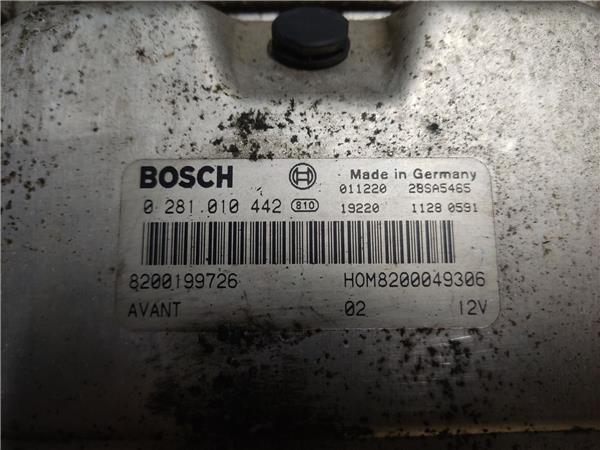 BOSCH Made in Germany
011220 28SA5465
0 281 010 442 810 19220 1128 0591
8200199726 HOM8200049306
AVANT 02 12V